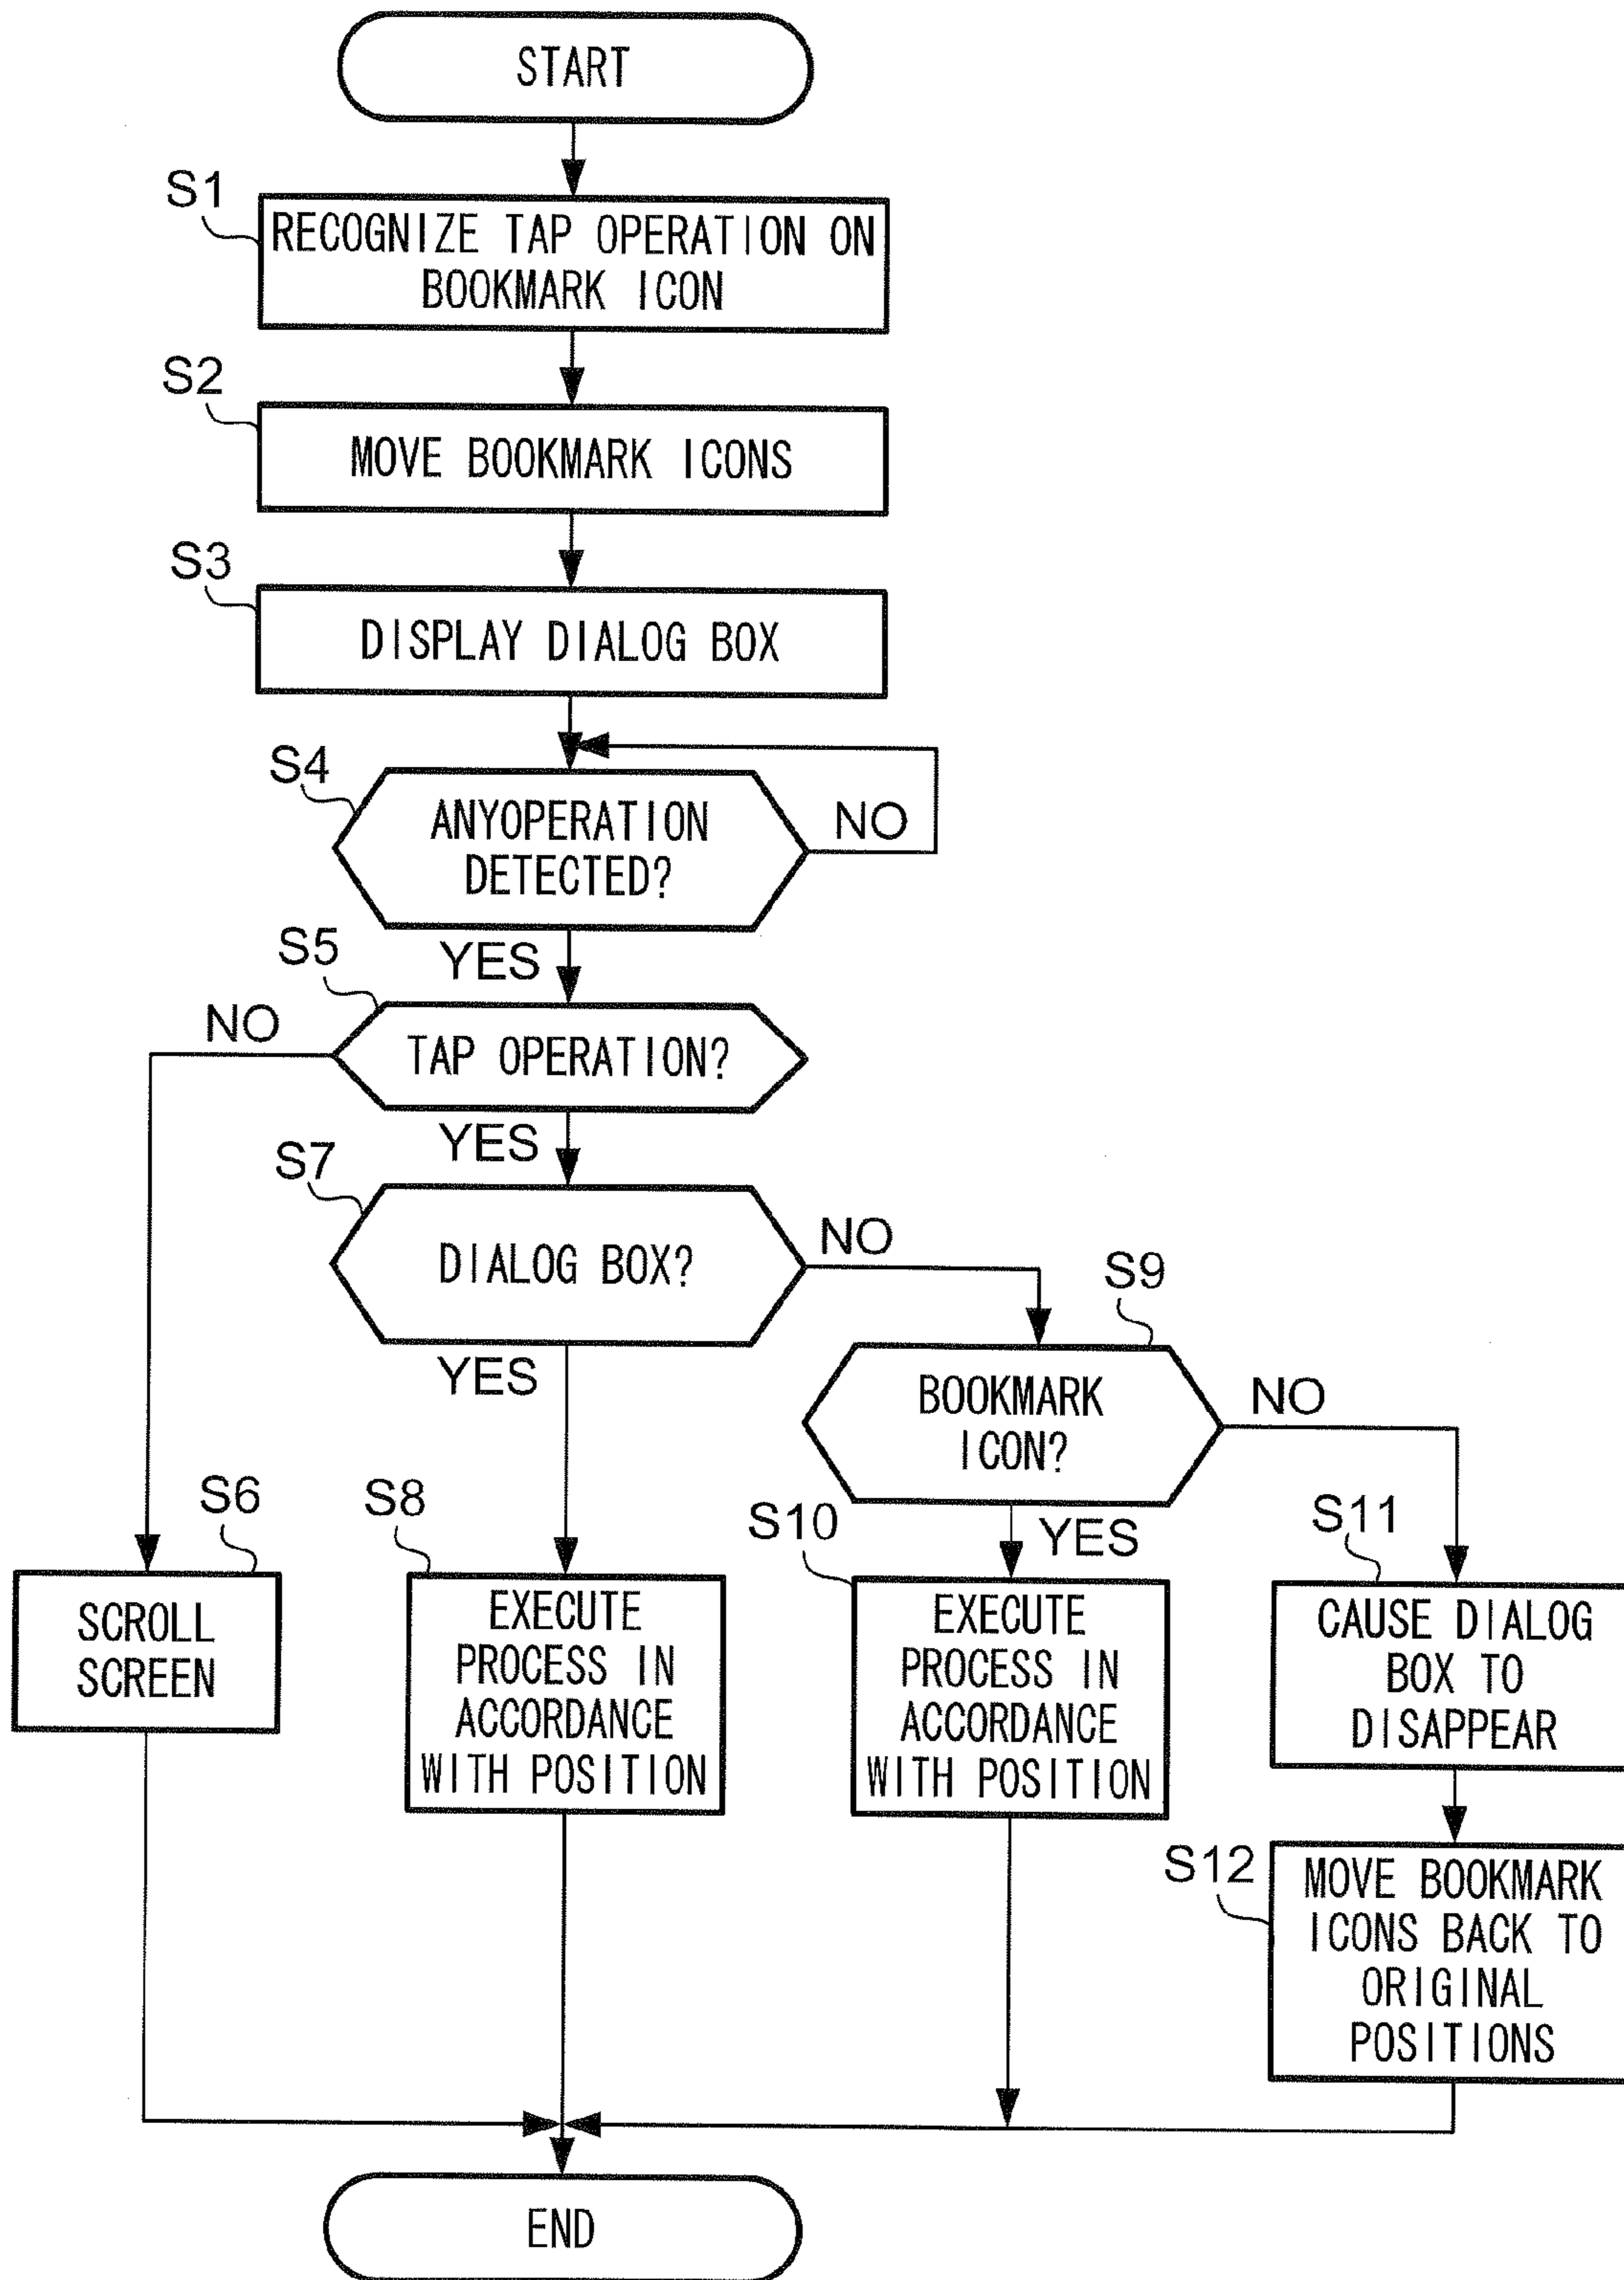 START
S1
RECOGNIZE TAP OPERATION ON
BOOKMARK ICON
S2
MOVE BOOKMARK ICONS
S3
DISPLAY DIALOG BOX
S4
ANYOPERATION
DETECTED?
NO
YES
S5
NO
TAP OPERATION?
YES
S7
DIALOG BOX?
NO
YES
S9
BOOKMARK
ICON?
NO
YES
S6
SCROLL
SCREEN
S8
EXECUTE
PROCESS IN
ACCORDANCE
WITH POSITION
S10
EXECUTE
PROCESS IN
ACCORDANCE
WITH POSITION
S11
CAUSE DIALOG
BOX TO
DISAPPEAR
S12
MOVE BOOKMARK
ICONS BACK TO
ORIGINAL
POSITIONS
END